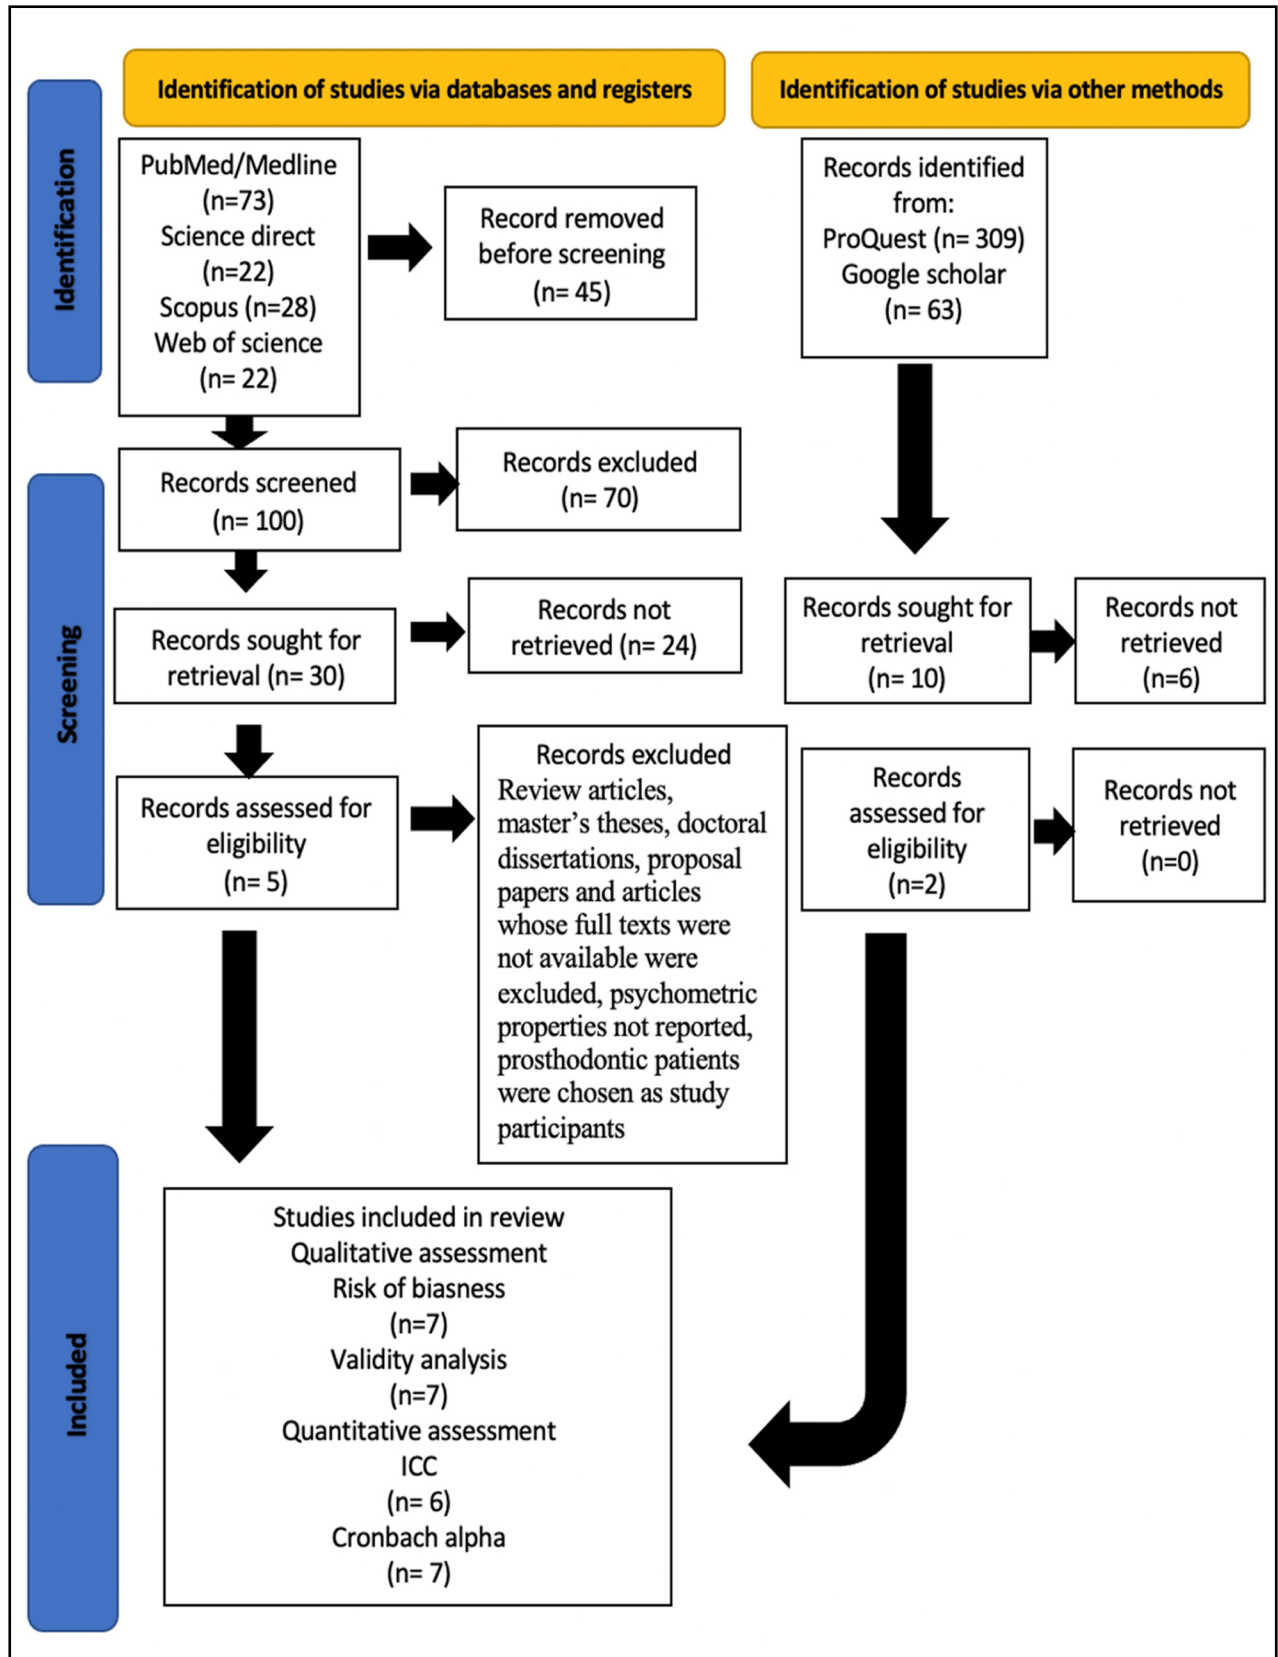 Identification of studies via databases and registers
Identification of studies via other methods
Identification
PubMed/Medline
(n=73)
Science direct
(n=22)
Scopus (n=28)
Web of science
(n= 22)
Record removed
before screening
(n= 45)
Records identified
from:
ProQuest (n= 309)
Google scholar
(n= 63)
Screening
Records screened
(n= 100)
Records excluded
(n= 70)
Records sought for
retrieval (n= 30)
Records not
retrieved (n= 24)
Records sought for
retrieval
(n= 10)
Records not
retrieved
(n=6)
Records assessed for
eligibility
(n= 5)
Records excluded
Review articles,
master’s theses, doctoral
dissertations, proposal
papers and articles
whose full texts were
not available were
excluded, psychometric
properties not reported,
prosthodontic patients
were chosen as study
participants
Records
assessed for
eligibility
(n=2)
Records not
retrieved
(n=0)
Included
Studies included in review
Qualitative assessment
Risk of biasness
(n=7)
Validity analysis
(n=7)
Quantitative assessment
ICC
(n= 6)
Cronbach alpha
(n= 7)